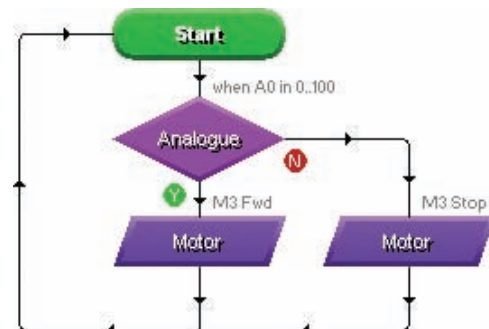 Start
when A0 in 0..100
Analogue
N
Y
M3 Fwd
M3 Stop
Motor
Motor